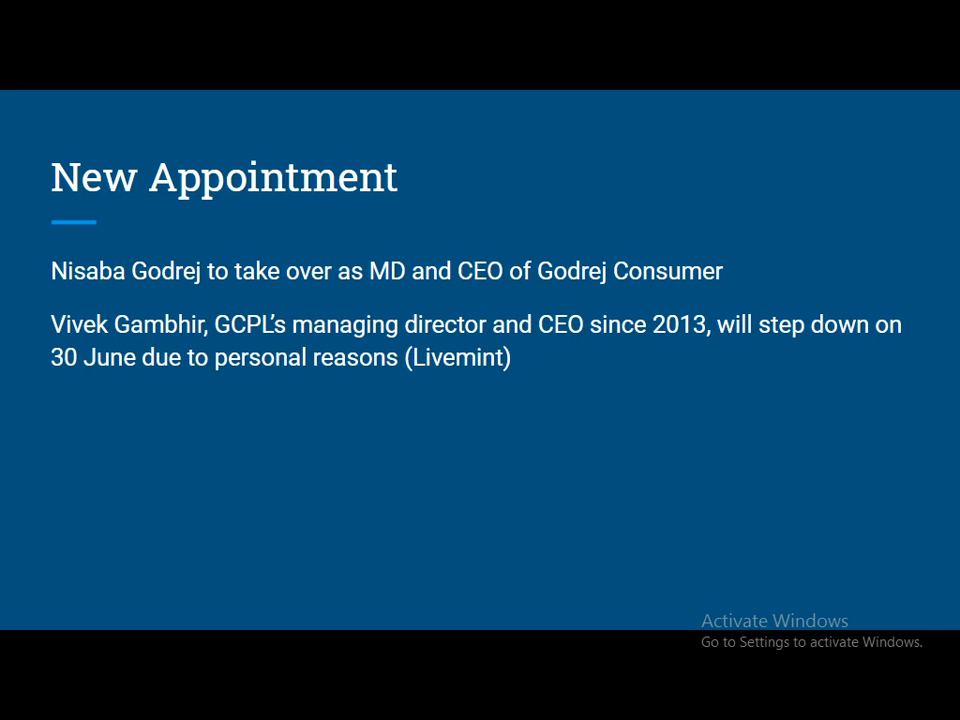 New Appointment
Nisaba Godrej to take over as MD and CEO of Godrej Consumer
Vivek Gambhir, GCPL’s managing director and CEO since 2013, will step down on
30 June due to personal reasons (Livemint)
Activate Windows
Go to Settings to activate Windows.